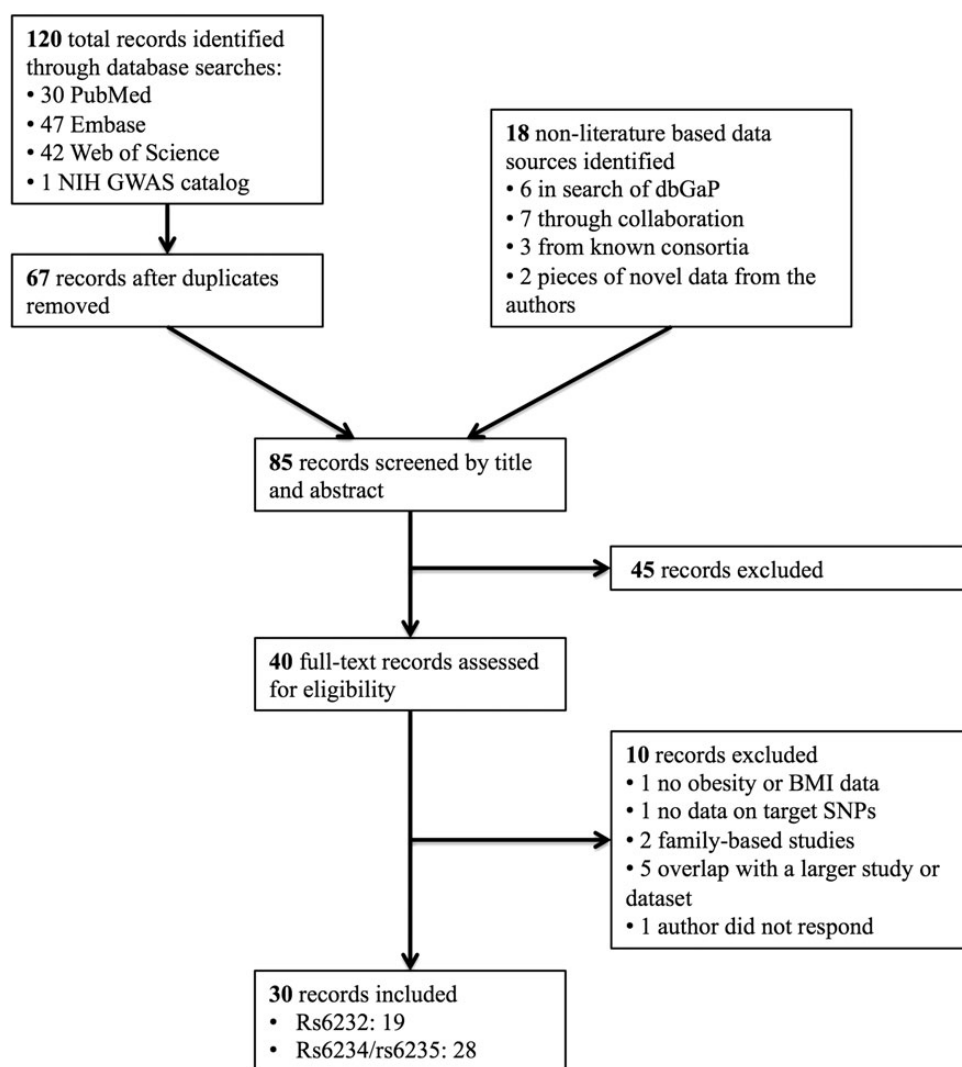 120 total records identified
through database searches:
• 30 PubMed
• 47 Embase
• 42 Web of Science
• 1 NIH GWAS catalog
18 non-literature based data
sources identified
• 6 in search of dbGaP
• 7 through collaboration
• 3 from known consortia
• 2 pieces of novel data from the
authors
67 records after duplicates
removed
85 records screened by title
and abstract
45 records excluded
40 full-text records assessed
for eligibility
10 records excluded
• 1 no obesity or BMI data
• 1 no data on target SNPs
• 2 family-based studies
• 5 overlap with a larger study or
dataset
• 1 author did not respond
30 records included
• Rs6232: 19
• Rs6234/rs6235: 28